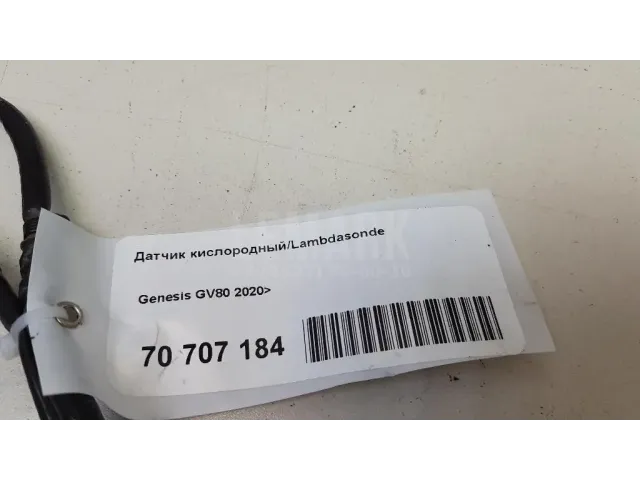 Датчик кислородный/Lambdasonde
Genesis GV80 2020>
70 707 184